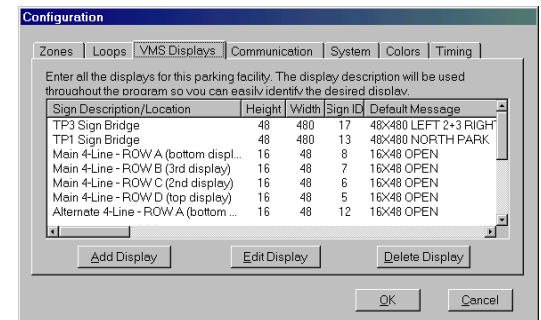 Configuration
Zones Loops VMS Displays Communication System Colors Timing
Enter all the displays for this parking facility. The display description will be used
throughout the program so you can easily identify the desired display.
Sign Description/Location Height Width Sign ID Default Message
TP3 Sign Bridge 48 480 17 48X480 LEFT 2+3 RIGH
TP1 Sign Bridge 48 480 13 48X480 NORTH PARK
Main 4-Line - ROW A (bottom displ... 16 48 8 16X48 OPEN
Main 4-Line - ROW B (3rd display) 16 48 7 16X48 OPEN
Main 4-Line - ROW C (2nd display) 16 48 6 16X48 OPEN
Main 4-Line - ROW D (top display) 16 48 5 16X48 OPEN
Alternate 4-Line - ROW A (bottom ... 16 48 12 16X48 OPEN
Add Display Edit Display Delete Display
OK Cancel